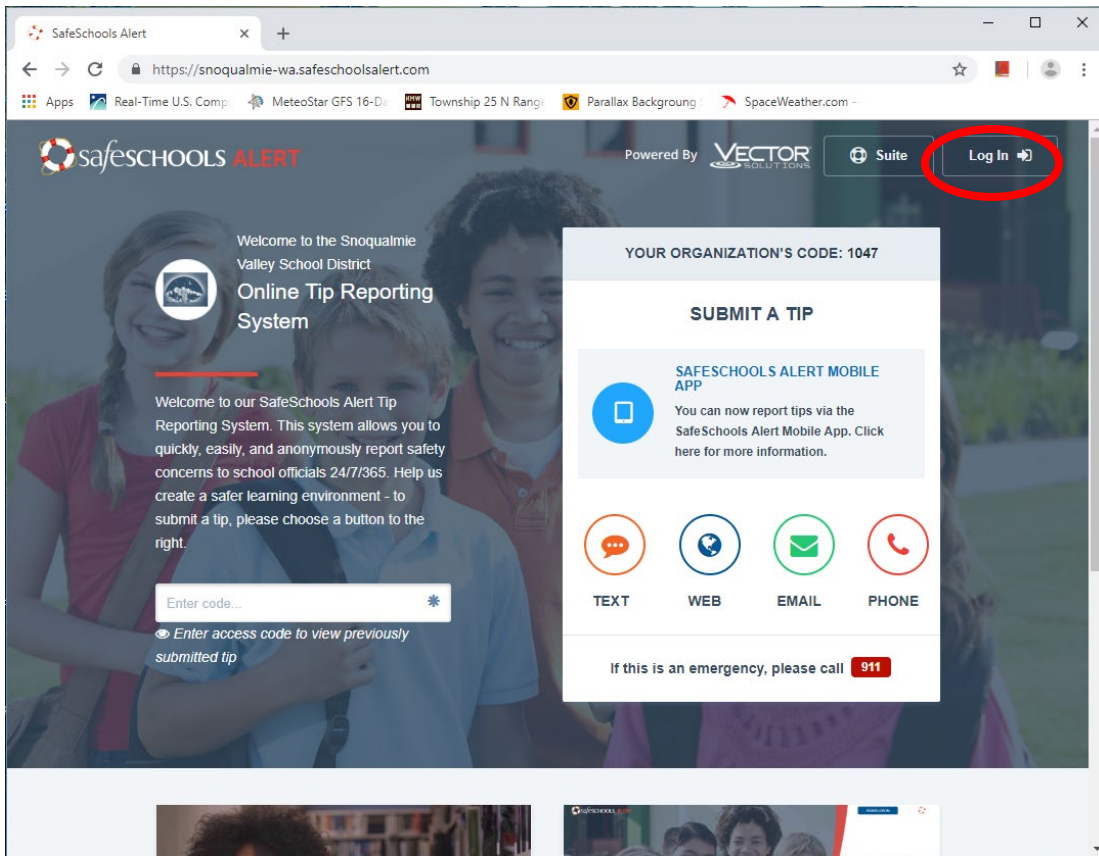 SafeSchools Alert
https://snoqualmie-wa.safeschoolsalert.com
Apps Real-Time U.S. Comp MeteoStar GFS 16-Da Township 25 N Rang Parallax Backgroung SpaceWeather.com
safeSCHOOLS ALERT
Powered By VECTOR SOLUTIONS
Suite
Log In
Welcome to the Snoqualmie
Valley School District
Online Tip Reporting
System
Welcome to our SafeSchools Alert Tip
Reporting System. This system allows you to
quickly, easily, and anonymously report safety
concerns to school officials 24/7/365. Help us
create a safer learning environment - to
submit a tip, please choose a button to the
right.
Enter code...
Enter access code to view previously
submitted tip
YOUR ORGANIZATION'S CODE: 1047
SUBMIT A TIP
SAFESCHOOLS ALERT MOBILE
APP
You can now report tips via the
SafeSchools Alert Mobile App. Click
here for more information.
TEXT WEB EMAIL PHONE
If this is an emergency, please call 911
safeSCHOOLS ALERT